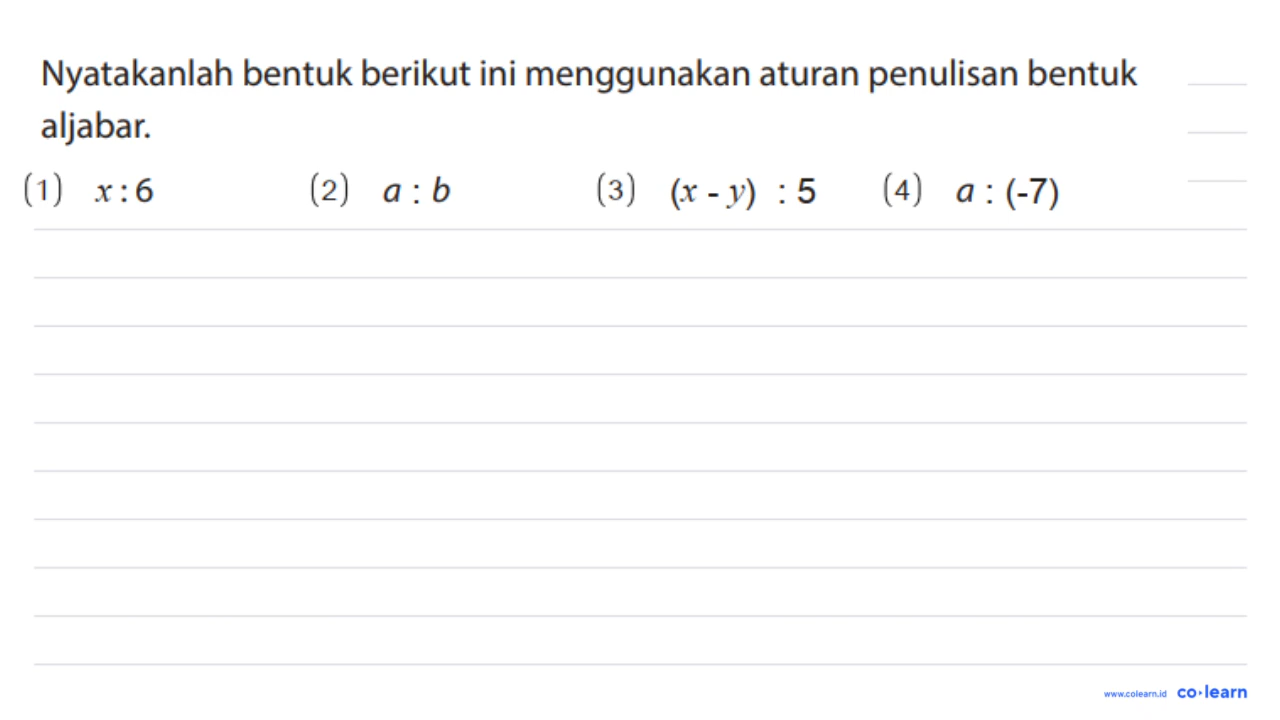 Nyatakanlah bentuk berikut ini menggunakan aturan penulisan bentuk
aljabar.
(1) x : 6 (2) a : b (3) (x - y) : 5 (4) a : (-7)
www.colearn.id co·learn